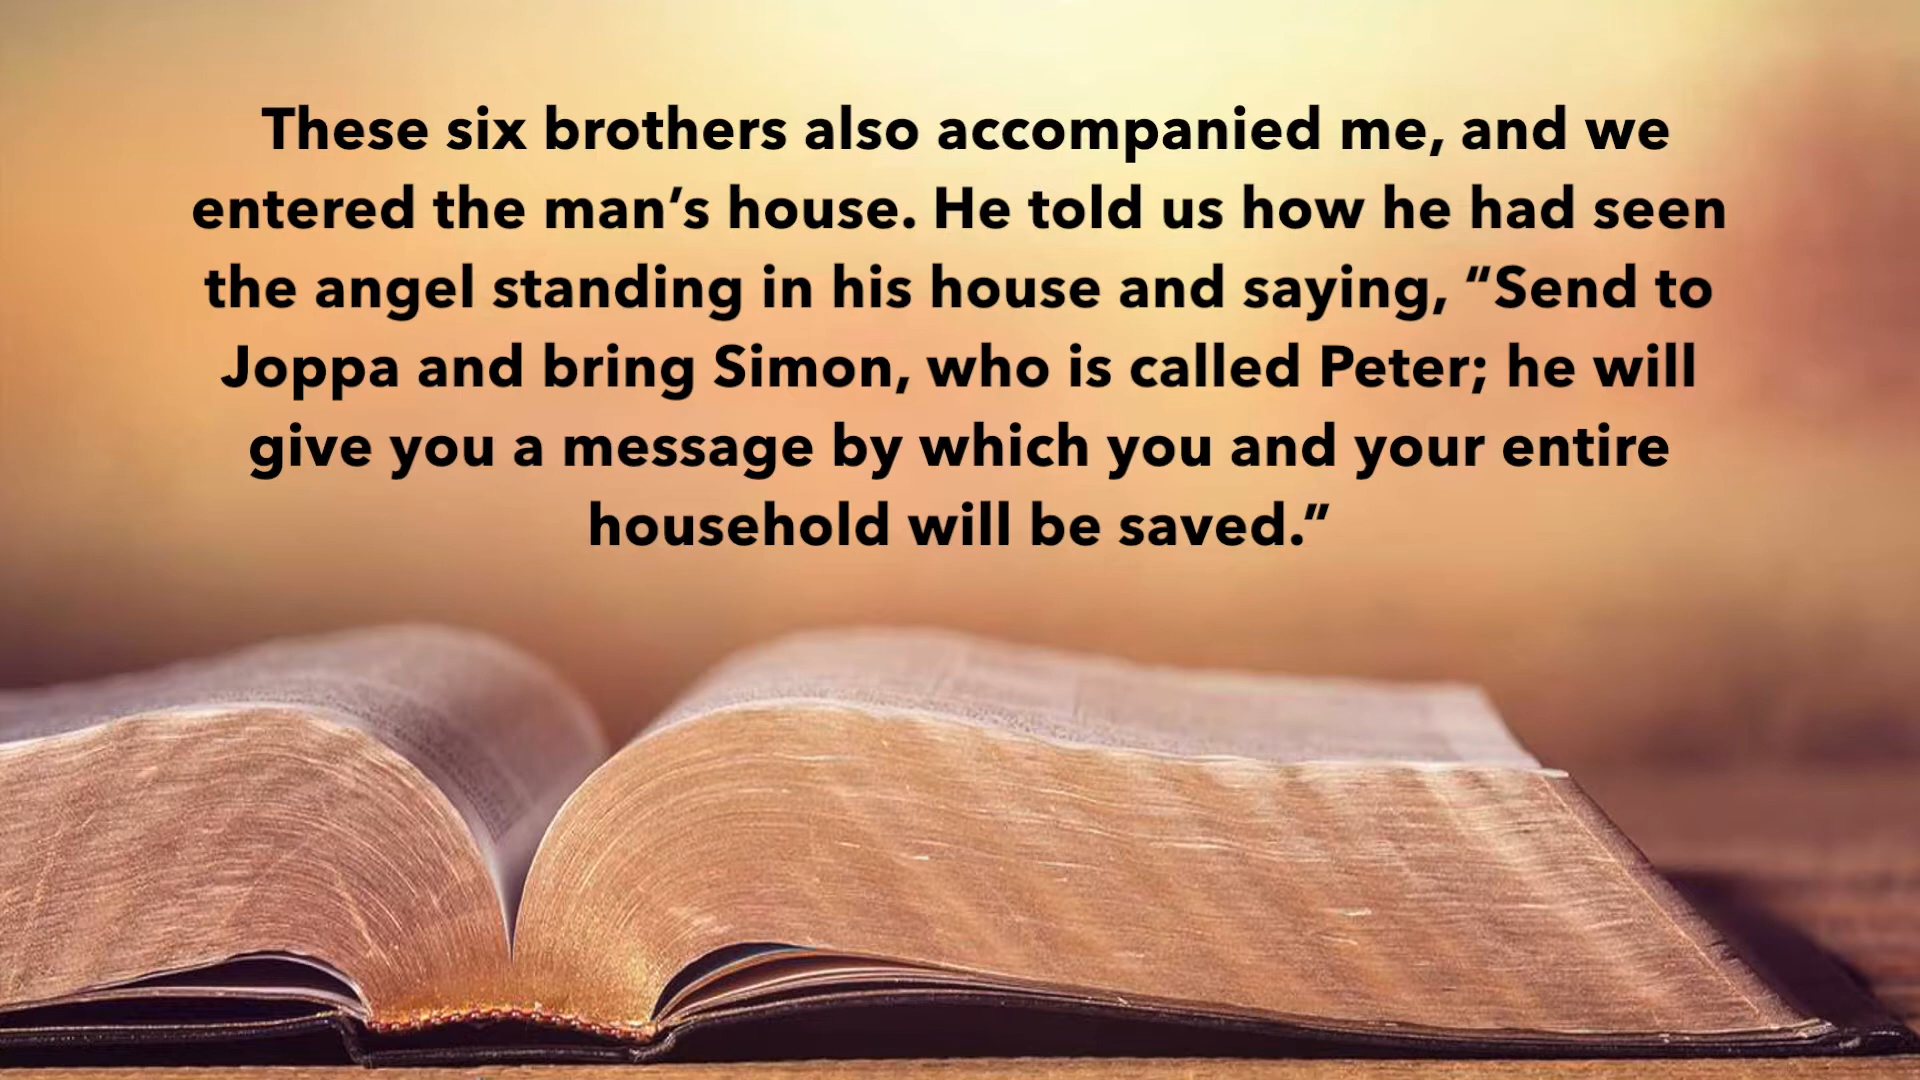 These six brothers also accompanied me, and we
entered the man’s house. He told us how he had seen
the angel standing in his house and saying, “Send to
Joppa and bring Simon, who is called Peter; he will
give you a message by which you and your entire
household will be saved.”